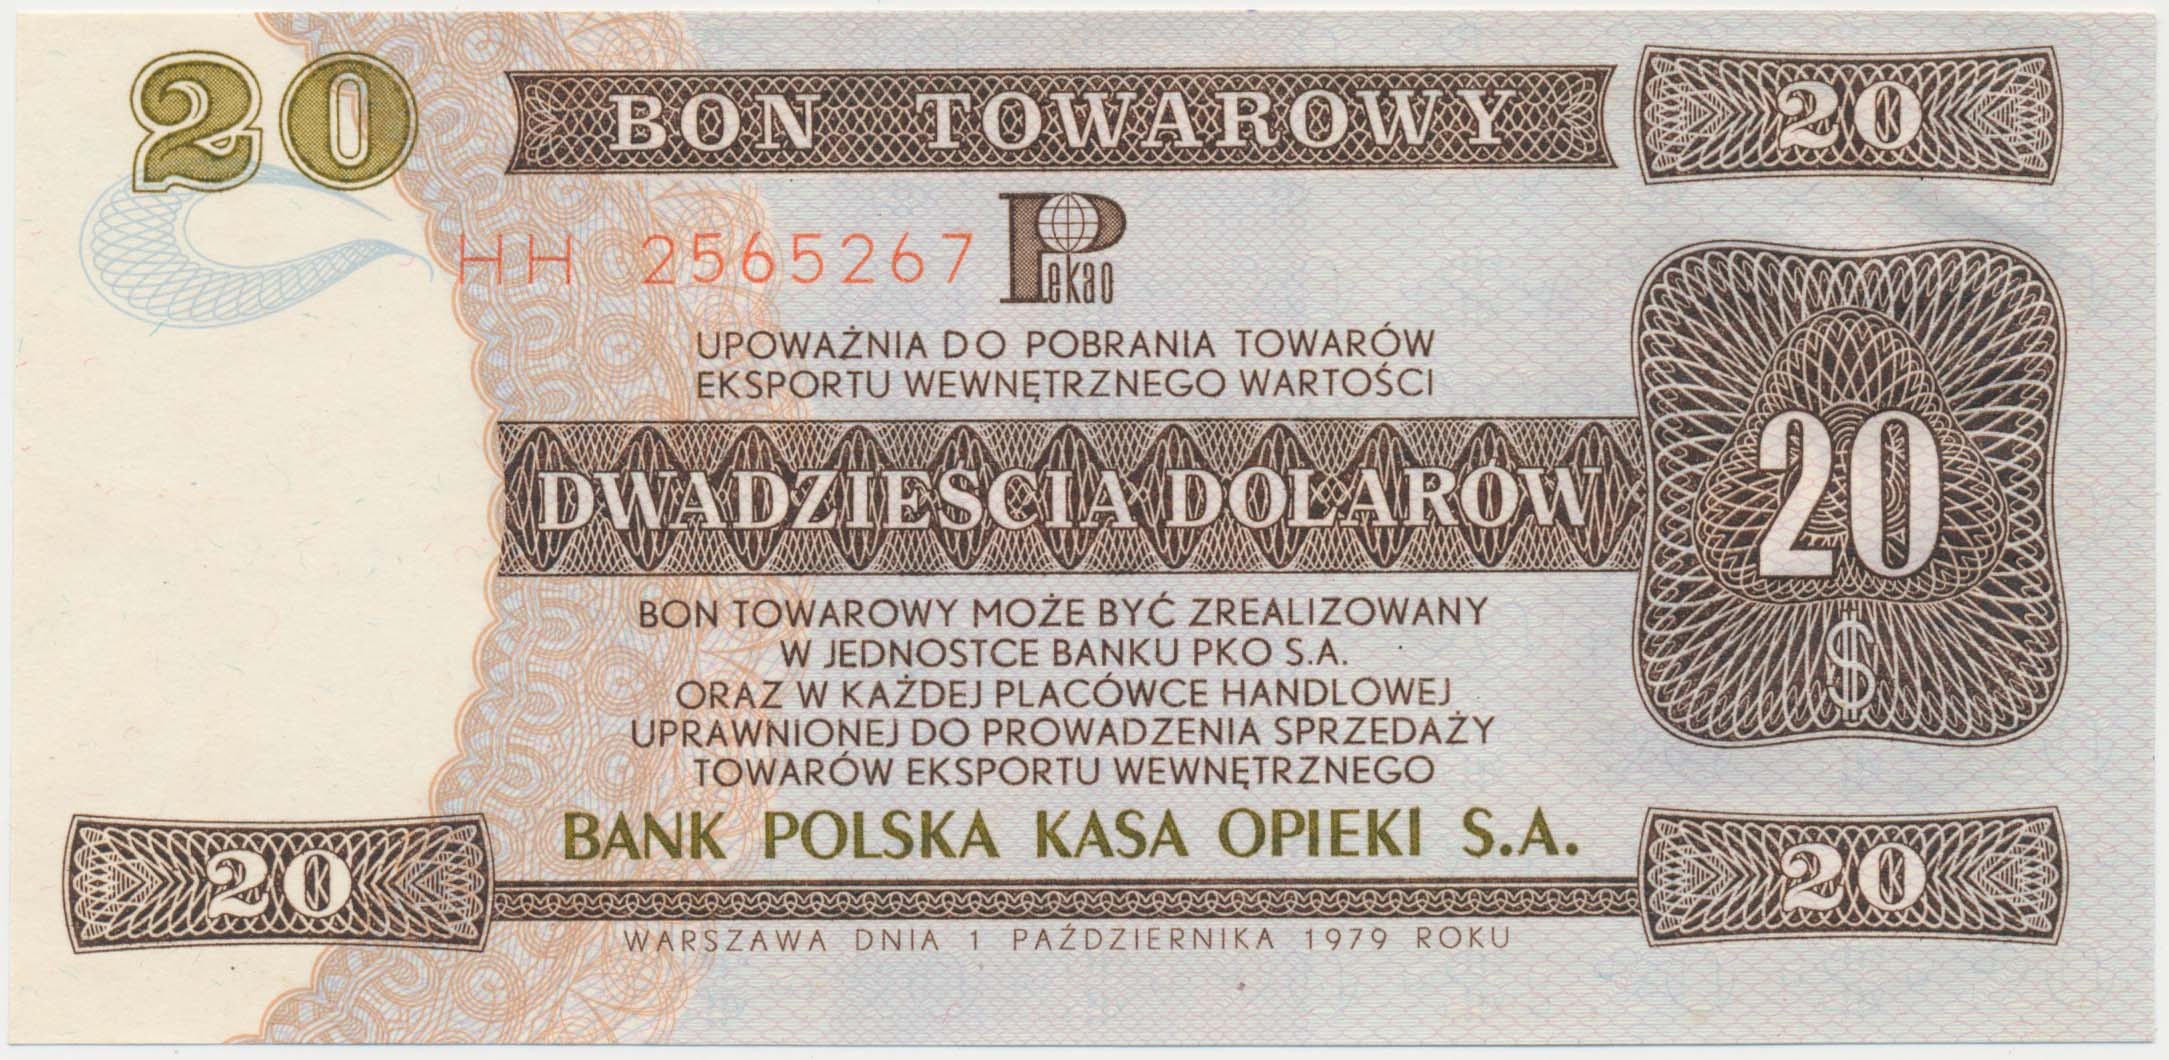 20 BON TOWAROWY 20
HH 2565267 Pekao
UPOWAŻNIA DO POBRANIA TOWARÓW
EKSPORTU WEWNĘTRZNEGO WARTOŚCI
DWADZIEŚCIA DOLARÓW 20
$
BON TOWAROWY MOŻE BYĆ ZREALIZOWANY
W JEDNOSTCE BANKU PKO S.A.
ORAZ W KAŻDEJ PLACÓWCE HANDLOWEJ
UPRAWNIONEJ DO PROWADZENIA SPRZEDAŻY
TOWARÓW EKSPORTU WEWNĘTRZNEGO
BANK POLSKA KASA OPIEKI S.A.
20 20
WARSZAWA DNIA 1 PAŹDZIERNIKA 1979 ROKU